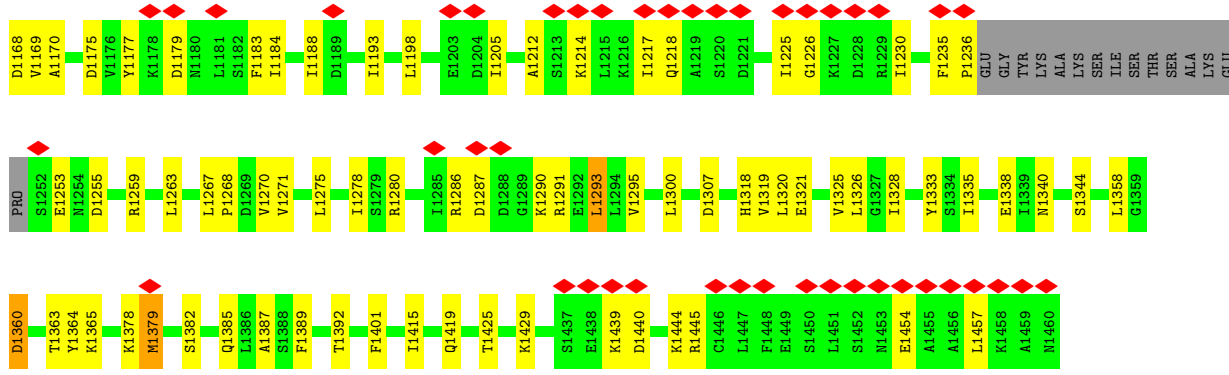 D1168 V1169 A1170 D1175 V1176 Y1177 K1178 D1179 N1180 L1181 S1182 F1183 I1184 I1188 D1189 I1193 L1198 E1203 D1204 I1205 A1212 S1213 K1214 L1215 K1216 I1217 Q1218 A1219 S1220 D1221 I1225 G1226 K1227 D1228 R1229 I1230 F1235 P1236 GLU GLY TYR LYS ALA LYS SER ILE SER THR SER ALA LYS GLU
PRO S1252 E1253 N1254 D1255 R1259 L1263 L1267 P1268 D1269 V1270 V1271 L1275 I1278 S1279 R1280 I1285 R1286 D1287 D1288 G1289 K1290 R1291 E1292 L1293 L1294 V1295 L1300 D1307 H1318 V1319 L1320 E1321 V1325 L1326 G1327 I1328 Y1333 S1334 I1335 E1338 I1339 N1340 S1344 L1358 G1359
D1360 T1363 Y1364 K1365 K1378 M1379 S1382 Q1385 L1386 A1387 S1388 F1389 T1392 F1401 I1415 Q1419 T1425 K1429 S1437 E1438 K1439 D1440 K1444 R1445 C1446 L1447 F1448 E1449 S1450 L1451 S1452 N1453 E1454 A1455 A1456 L1457 K1458 A1459 N1460